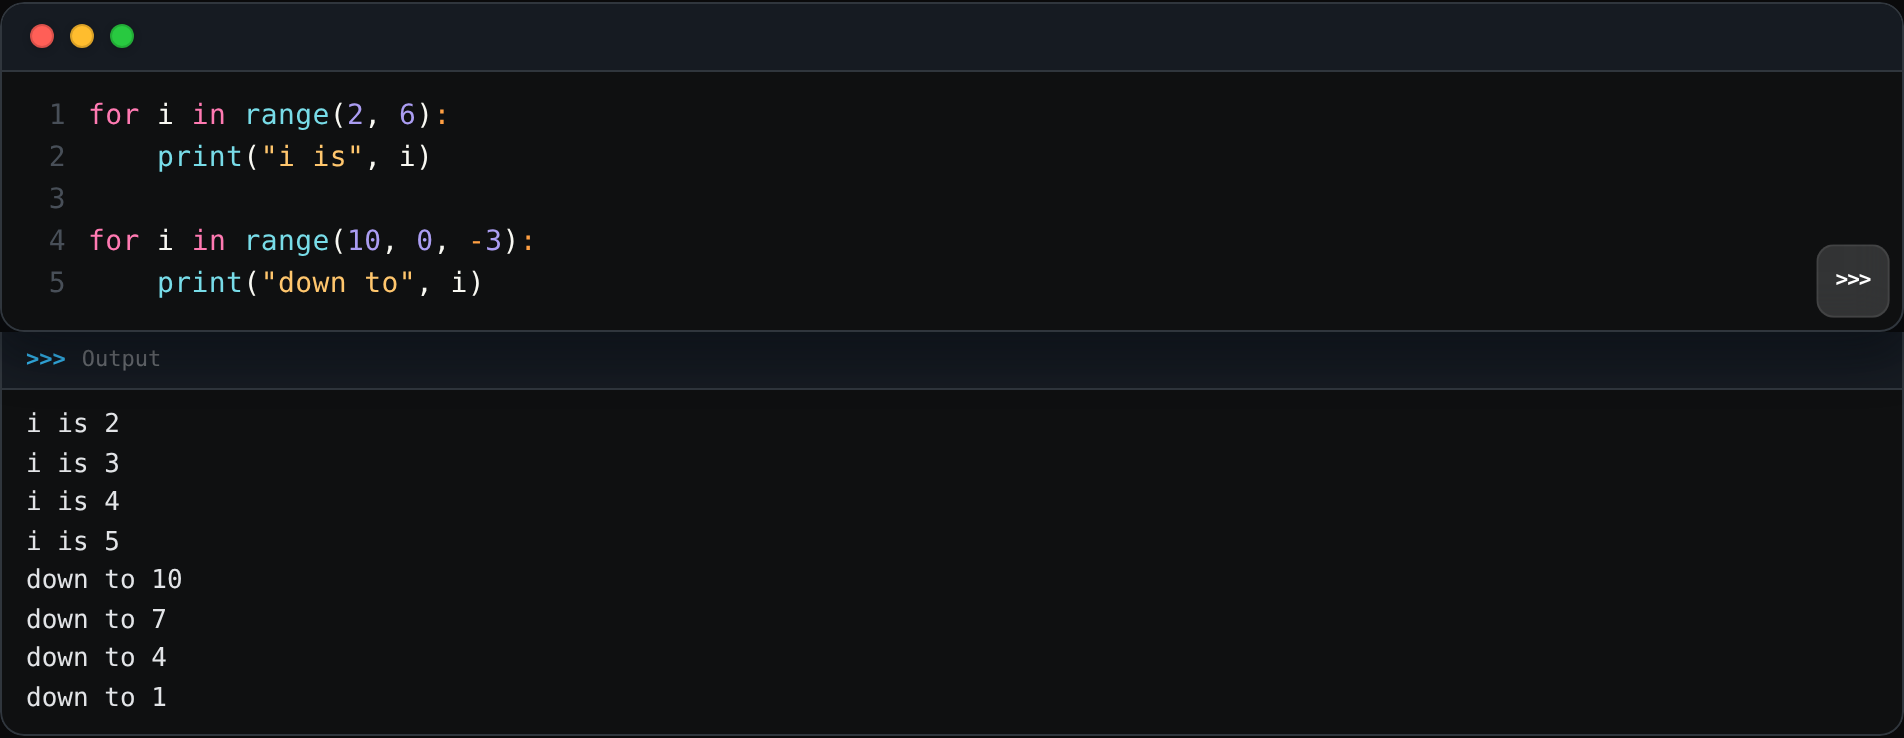 1 for i in range(2, 6):
2     print("i is", i)
3
4 for i in range(10, 0, -3):
5     print("down to", i)
>>>
>>> Output
i is 2
i is 3
i is 4
i is 5
down to 10
down to 7
down to 4
down to 1